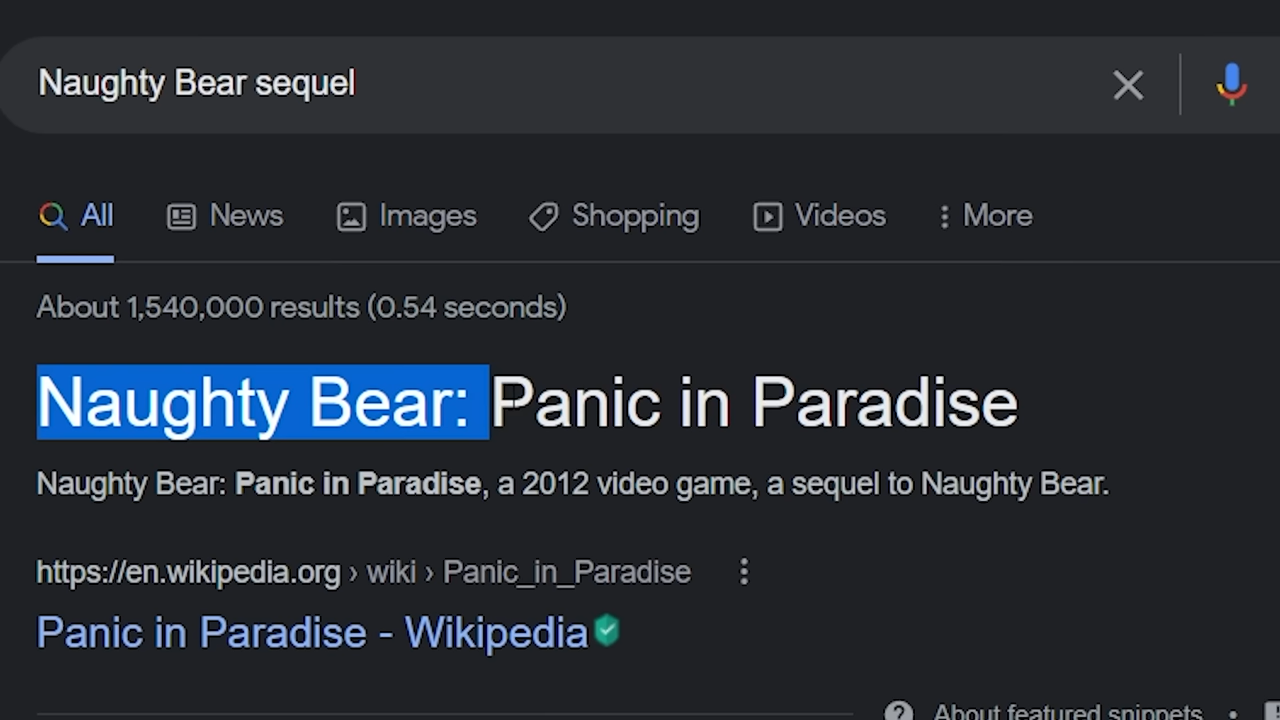 Naughty Bear sequel
All News Images Shopping Videos More
About 1,540,000 results (0.54 seconds)
Naughty Bear: Panic in Paradise
Naughty Bear: Panic in Paradise, a 2012 video game, a sequel to Naughty Bear.
https://en.wikipedia.org › wiki › Panic_in_Paradise
Panic in Paradise - Wikipedia
About featured snippets •